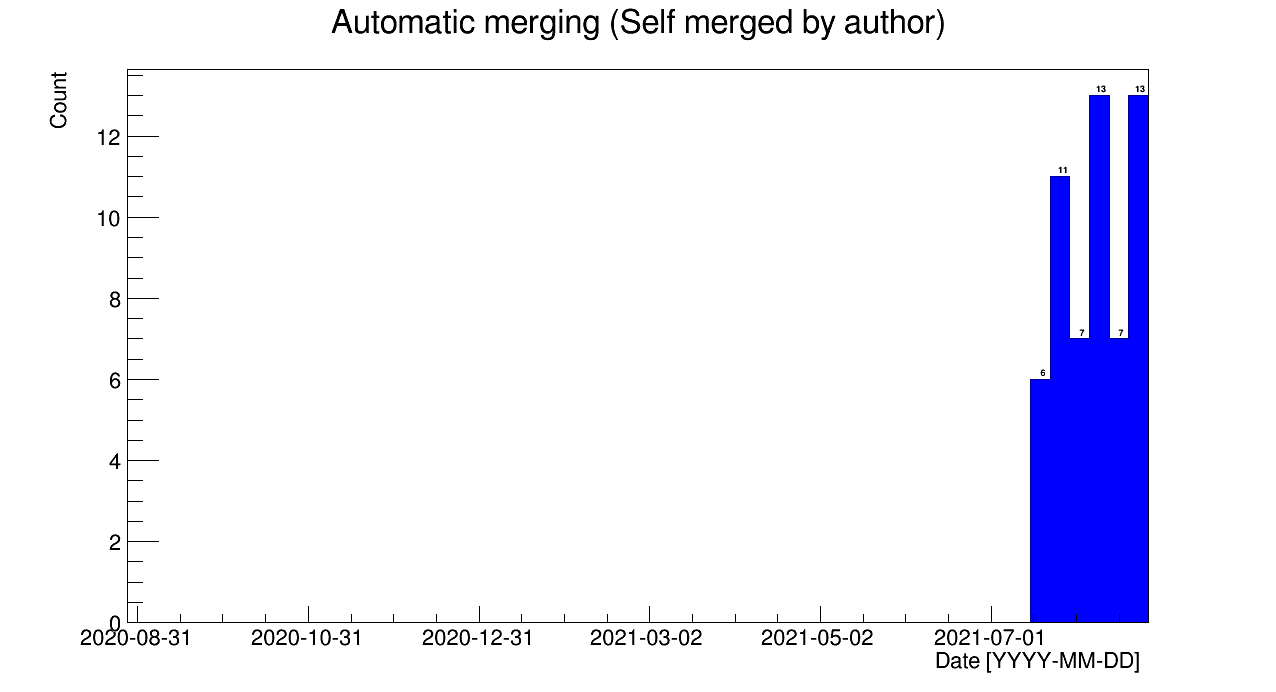 Automatic merging (Self merged by author)
Count
13 13
12
11
10
8
7 7
6
6
4
2
0
2020-08-31 2020-10-31 2020-12-31 2021-03-02 2021-05-02 2021-07-01
Date [YYYY-MM-DD]